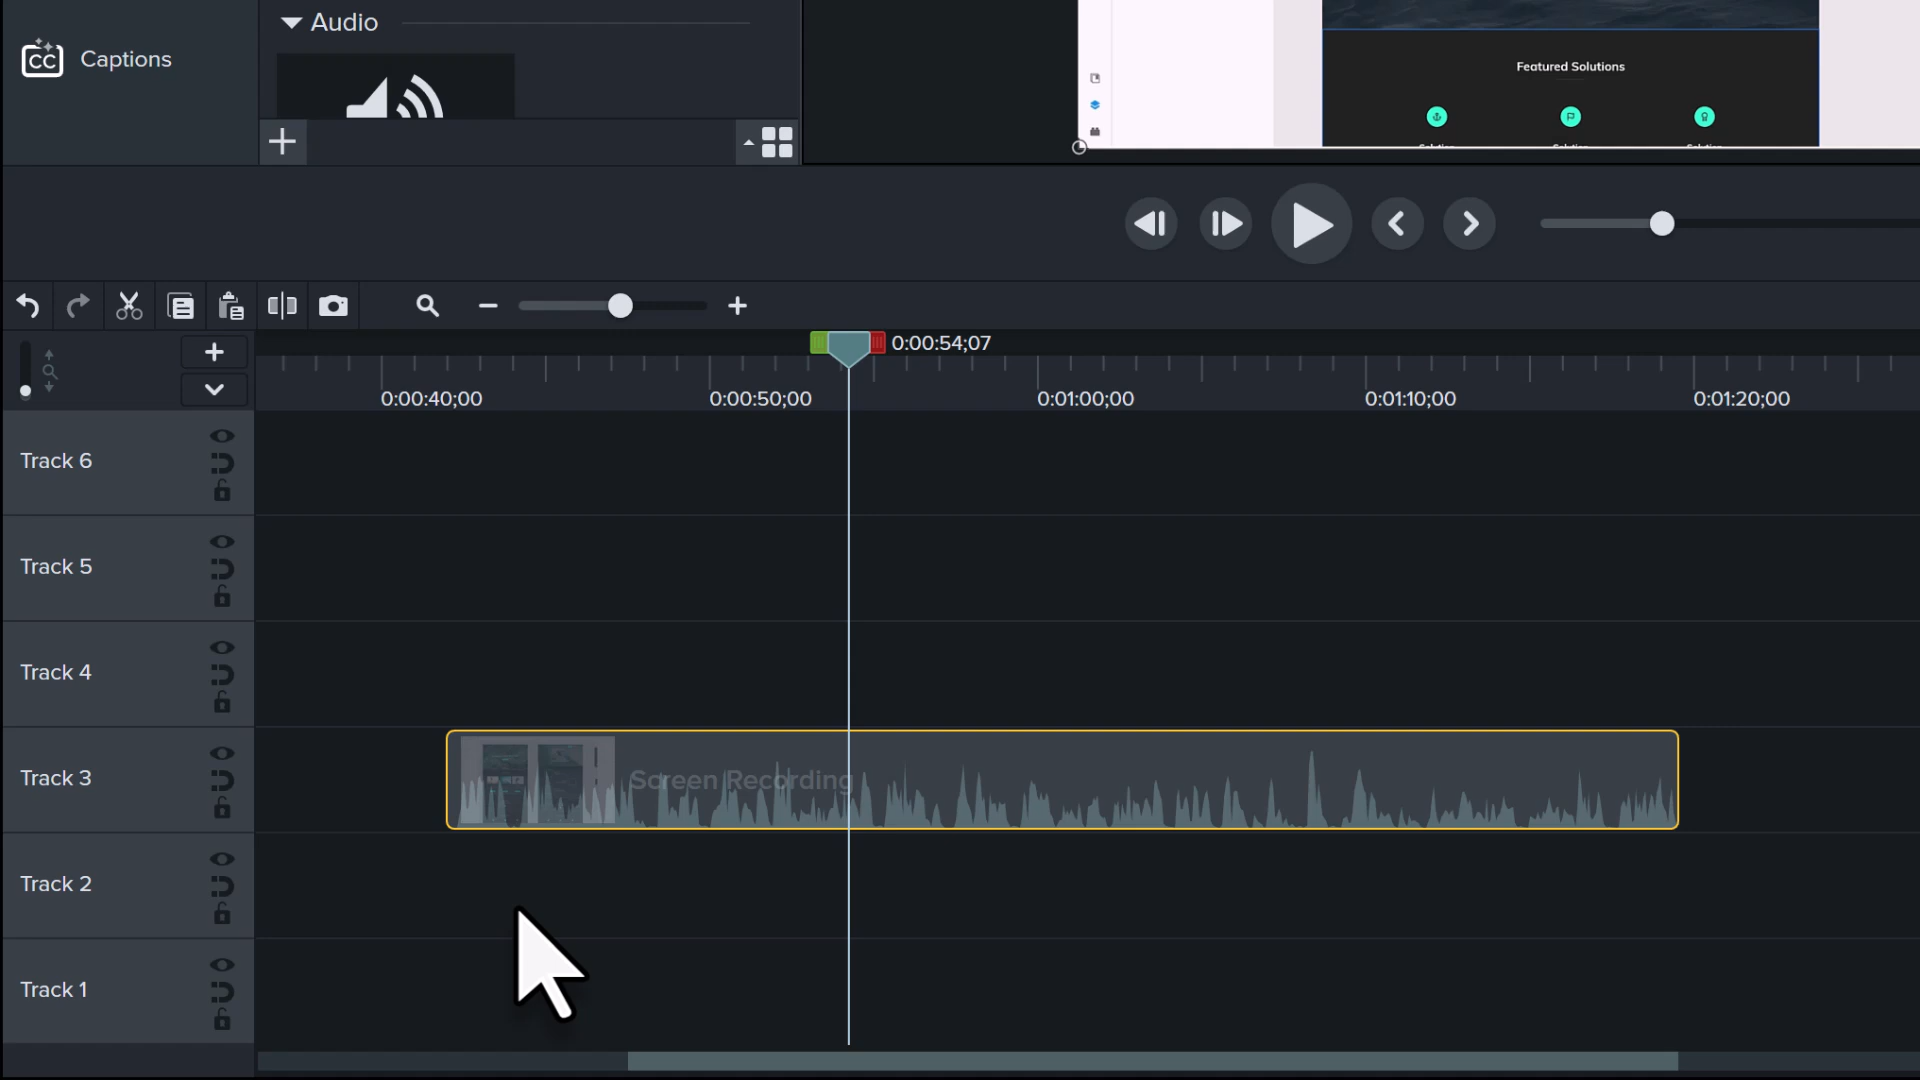 Audio
CC Captions
Featured Solutions
0:00:54;07
0:00:40;00 0:00:50;00 0:01:00;00 0:01:10;00 0:01:20;00
Track 6
Track 5
Track 4
Track 3
Screen Recording
Track 2
Track 1